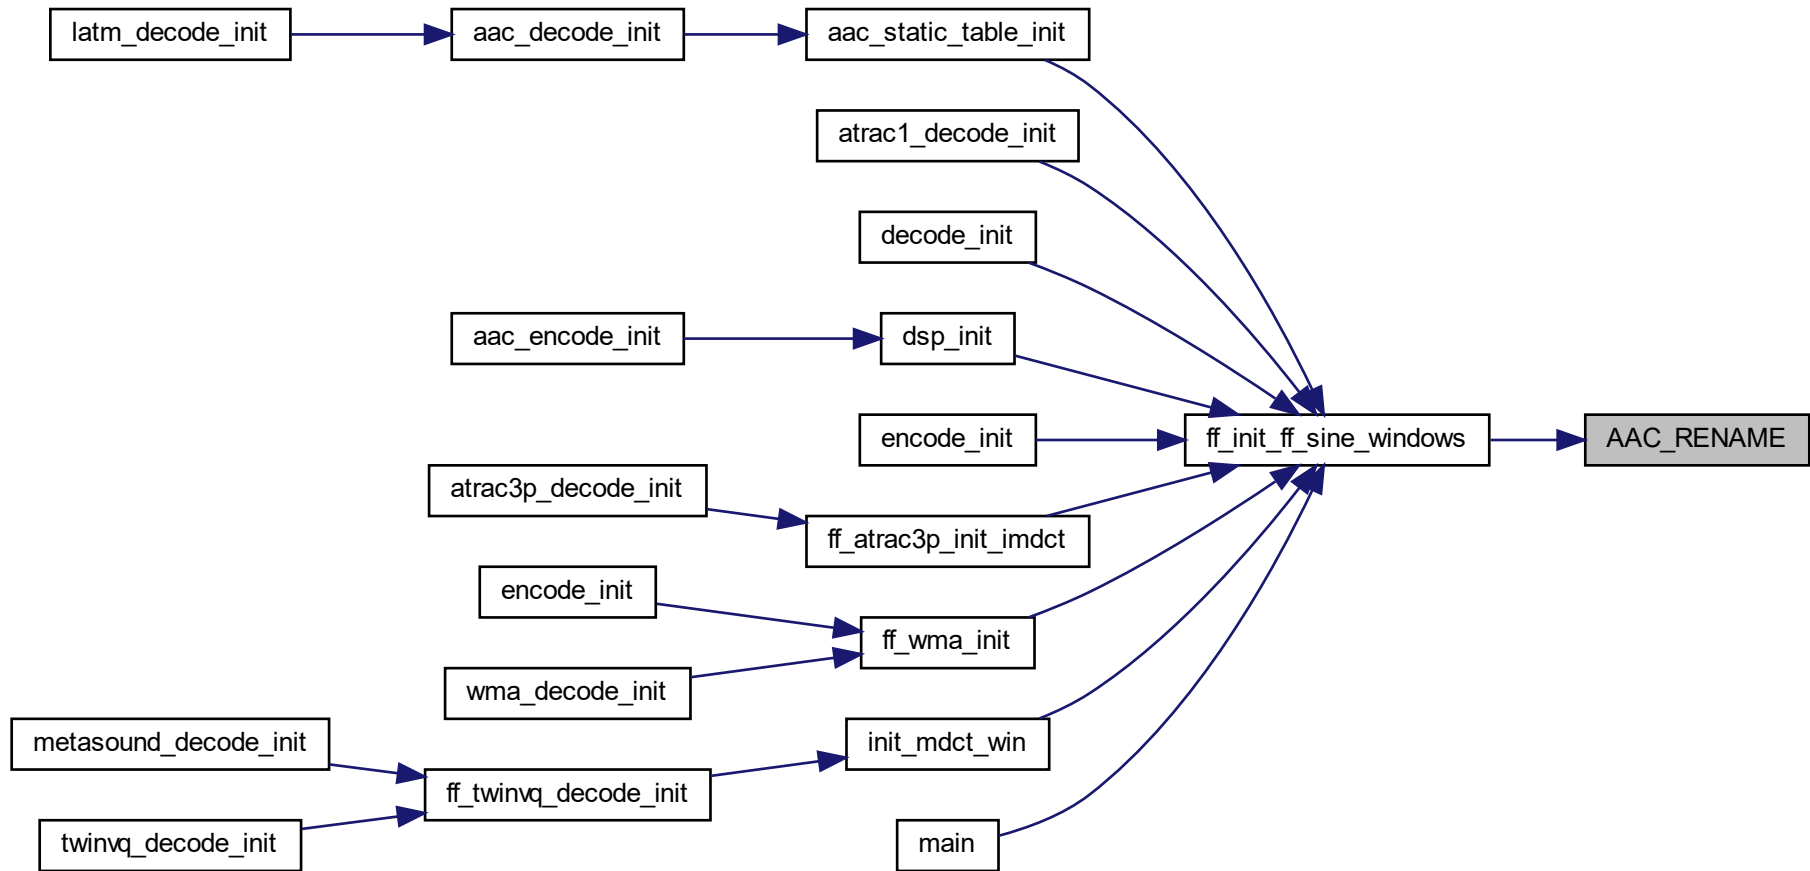 latm_decode_init
aac_decode_init
aac_static_table_init
atrac1_decode_init
decode_init
aac_encode_init
dsp_init
encode_init
ff_init_ff_sine_windows
AAC_RENAME
atrac3p_decode_init
ff_atrac3p_init_imdct
encode_init
ff_wma_init
wma_decode_init
metasound_decode_init
init_mdct_win
ff_twinvq_decode_init
twinvq_decode_init
main